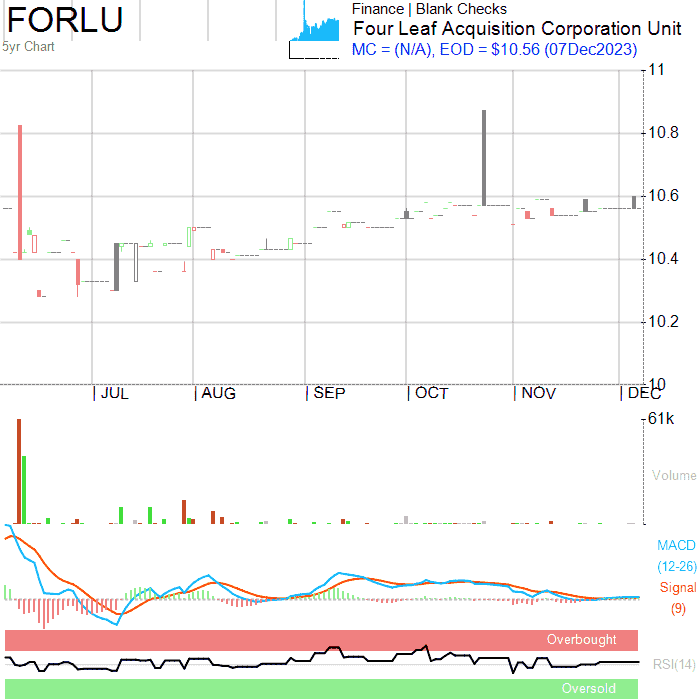 FORLU
5yr Chart
Finance | Blank Checks
Four Leaf Acquisition Corporation Unit
MC = (N/A), EOD = $10.56 (07Dec2023)
11
10.8
10.6
10.4
10.2
10
| JUL | AUG | SEP | OCT | NOV | DEC
61k
Volume
MACD
(12-26)
Signal
(9)
Overbought
RSI(14)
Oversold